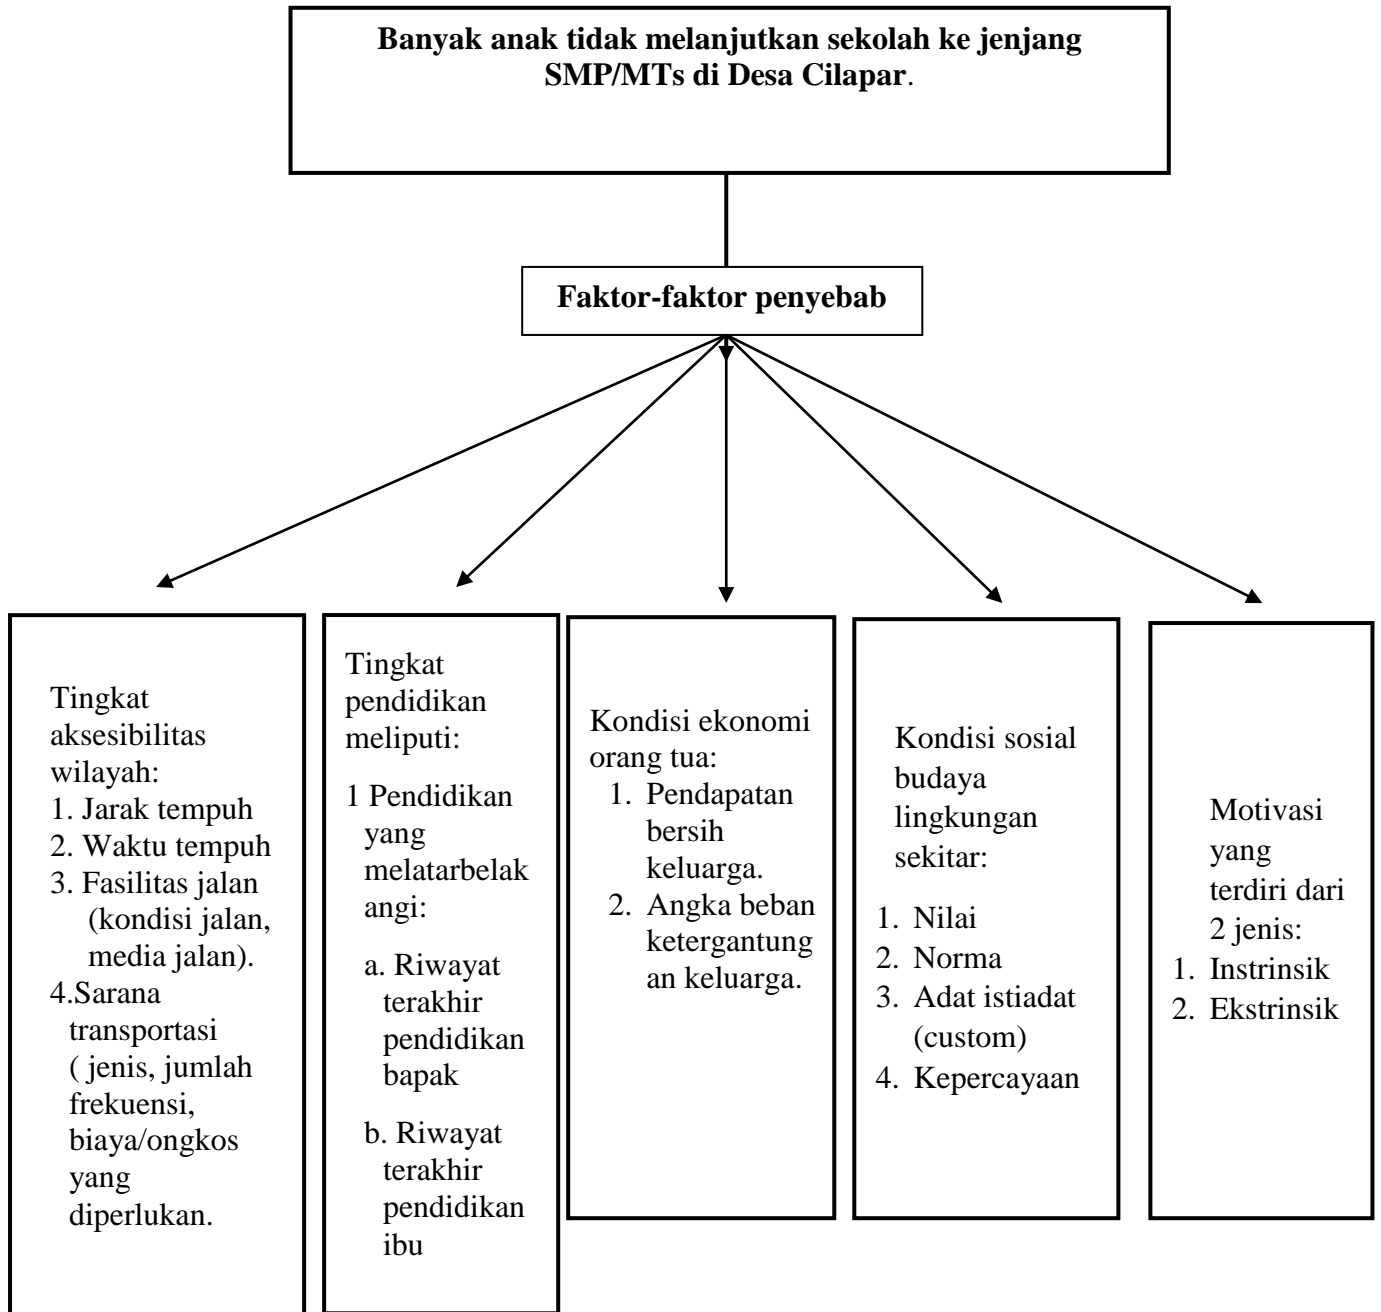 Banyak anak tidak melanjutkan sekolah ke jenjang
SMP/MTs di Desa Cilapar.
Faktor-faktor penyebab
Tingkat
aksesibilitas
wilayah:
1. Jarak tempuh
2. Waktu tempuh
3. Fasilitas jalan
(kondisi jalan,
media jalan).
4.Sarana
transportasi
( jenis, jumlah
frekuensi,
biaya/ongkos
yang
diperlukan.
Tingkat
pendidikan
meliputi:
1 Pendidikan
yang
melatarbelak
angi:
a. Riwayat
terakhir
pendidikan
bapak
b. Riwayat
terakhir
pendidikan
ibu
Kondisi ekonomi
orang tua:
1. Pendapatan
bersih
keluarga.
2. Angka beban
ketergantung
an keluarga.
Kondisi sosial
budaya
lingkungan
sekitar:
1. Nilai
2. Norma
3. Adat istiadat
(custom)
4. Kepercayaan
Motivasi
yang
terdiri dari
2 jenis:
1. Instrinsik
2. Ekstrinsik